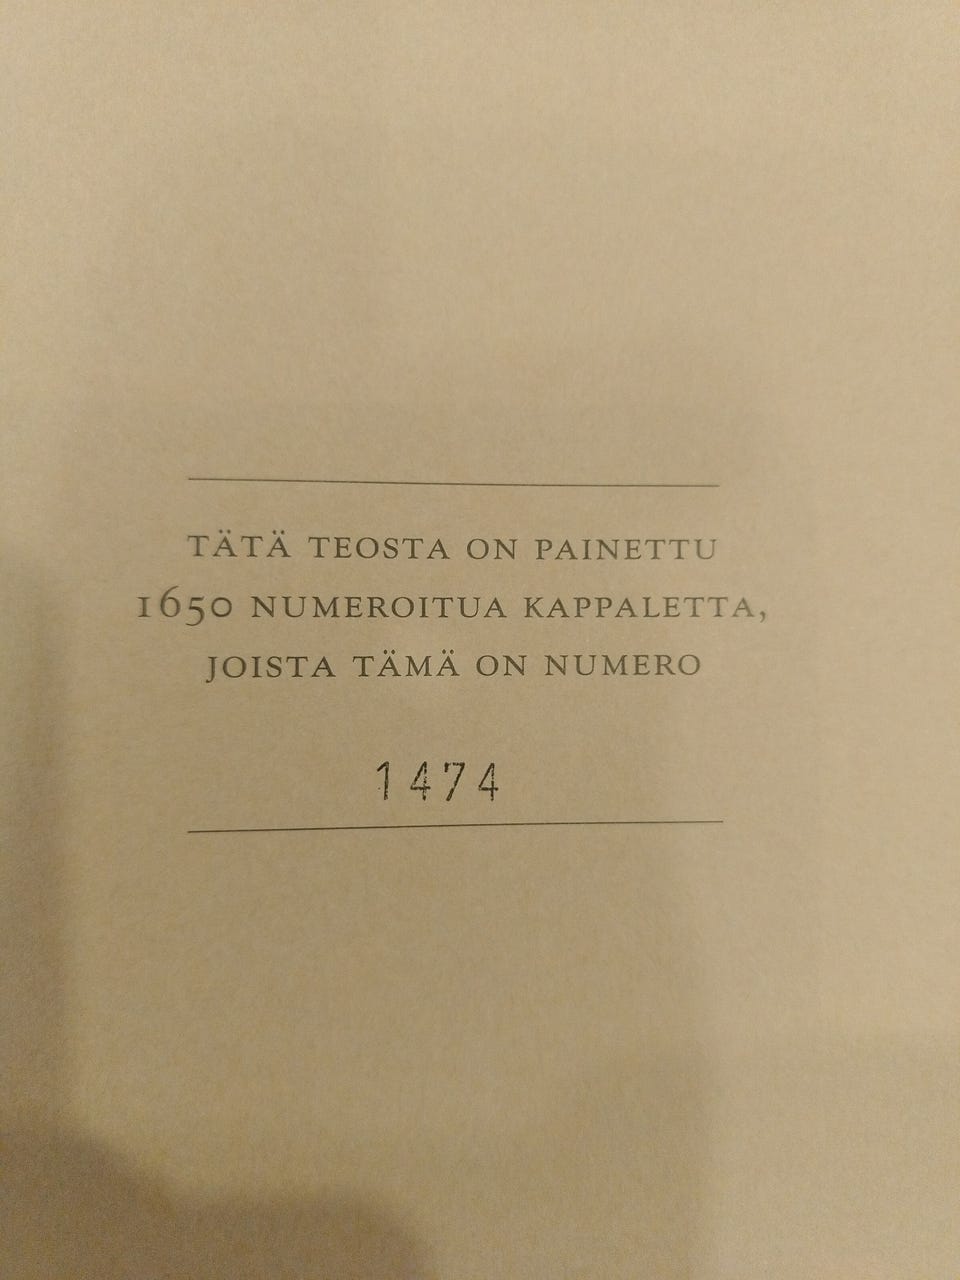 TÄTÄ TEOSTA ON PAINETTU
1650 NUMEROITUA KAPPALETTA,
JOISTA TÄMÄ ON NUMERO
1474